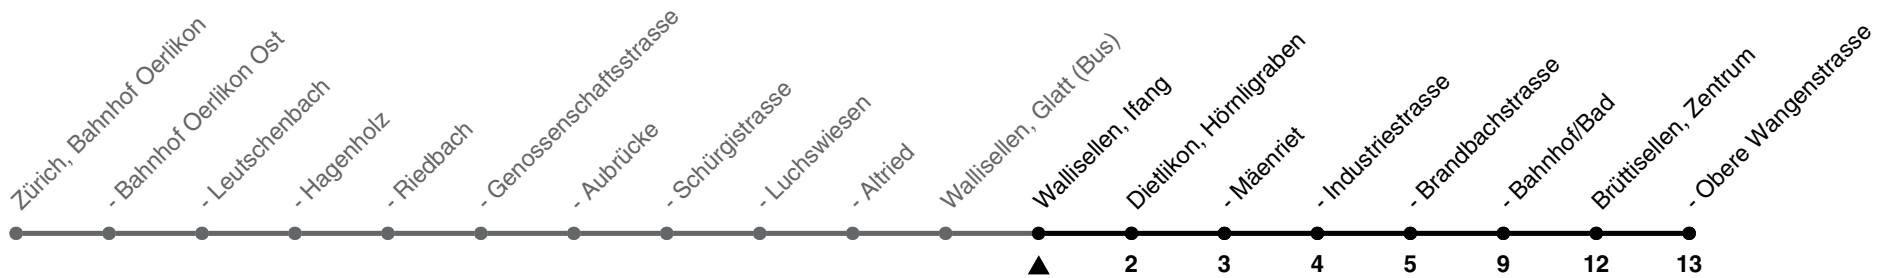 Zürich, Bahnhof Oerlikon
- Bahnhof Oerlikon Ost
- Leutschenbach
- Hagenholz
- Riedbach
- Genossenschaftsstrasse
- Aubrücke
- Schürgistrasse
- Luchswiesen
- Altried
Wallisellen, Glatt (Bus)
Wallisellen, Ifang
Dietlikon, Hörnligraben
- Mäenriet
- Industriestrasse
- Brandbachstrasse
- Bahnhof/Bad
Brüttisellen, Zentrum
- Obere Wangenstrasse
2 3 4 5 9 12 13